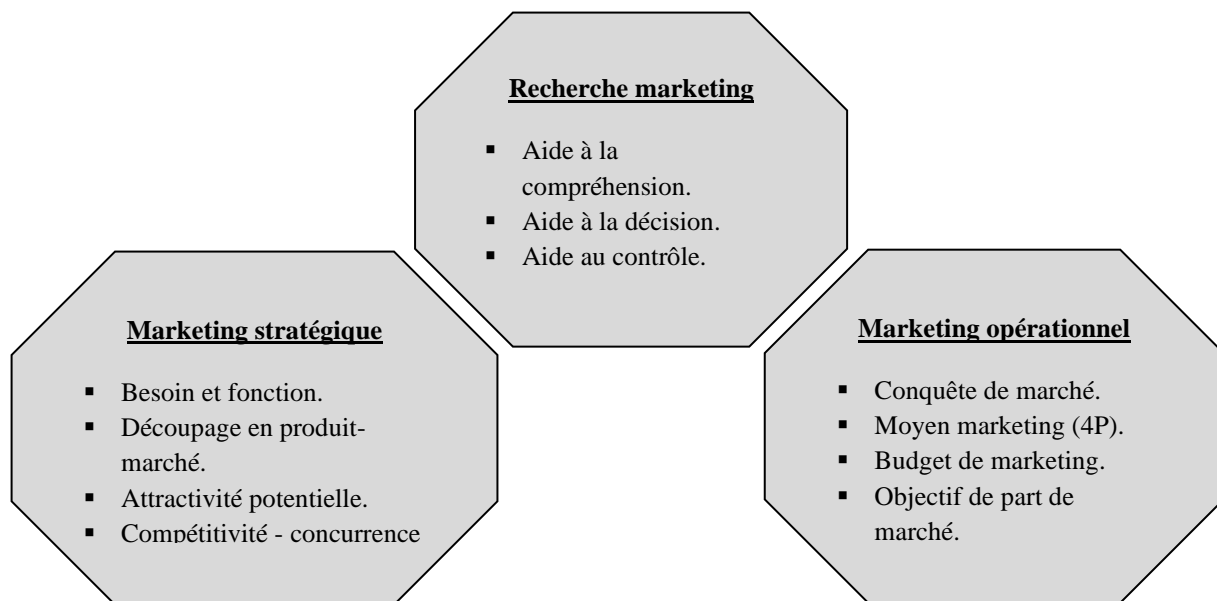 Recherche marketing
▪ Aide à la
compréhension.
▪ Aide à la décision.
▪ Aide au contrôle.
Marketing stratégique
▪ Besoin et fonction.
▪ Découpage en produit-
marché.
▪ Attractivité potentielle.
▪ Compétitivité - concurrence
Marketing opérationnel
▪ Conquête de marché.
▪ Moyen marketing (4P).
▪ Budget de marketing.
▪ Objectif de part de
marché.